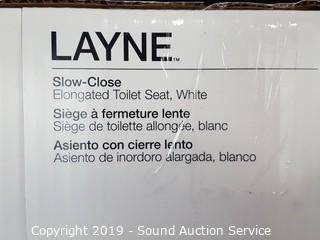 LAYNE™
Slow-Close
Elongated Toilet Seat, White
Siège à fermeture lente
Siège de toilette allongée, blanc
Asiento con cierre lento
Asiento de inordoro alargada, blanco
Copyright 2019 - Sound Auction Service